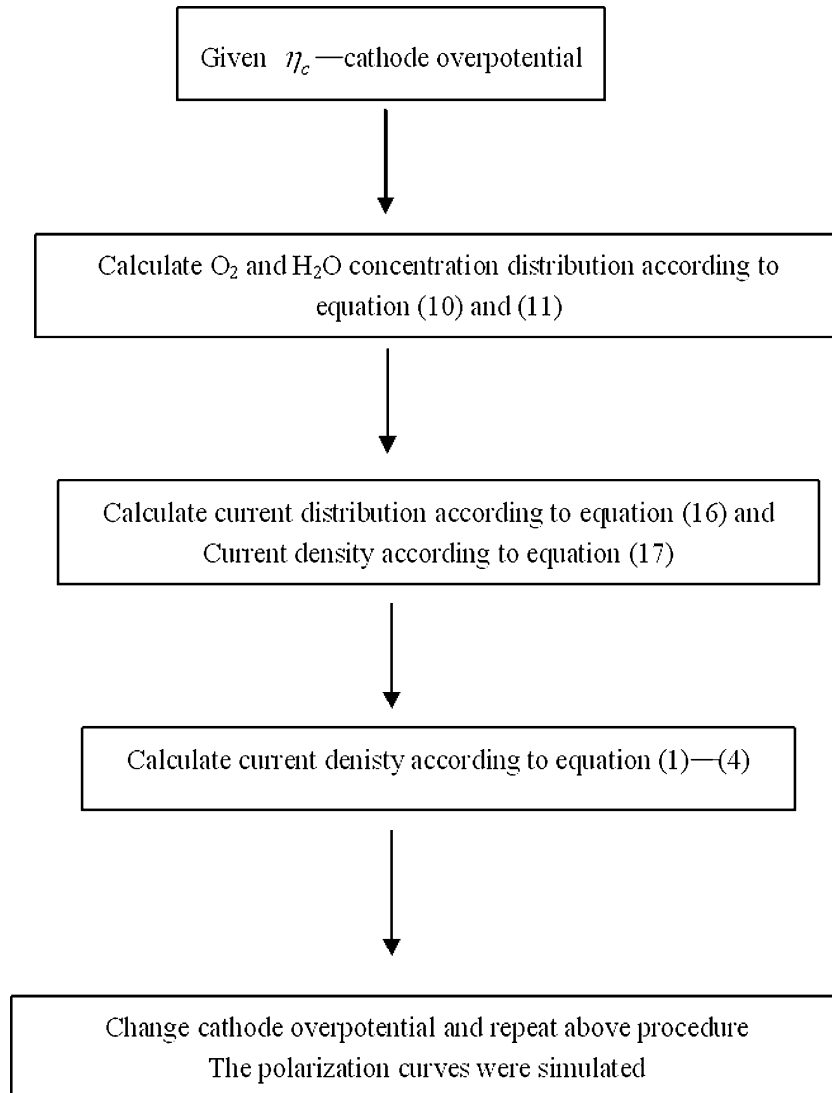 Given η_c—cathode overpotential
Calculate O₂ and H₂O concentration distribution according to
equation (10) and (11)
Calculate current distribution according to equation (16) and
Current density according to equation (17)
Calculate current denisty according to equation (1)—(4)
Change cathode overpotential and repeat above procedure
The polarization curves were simulated